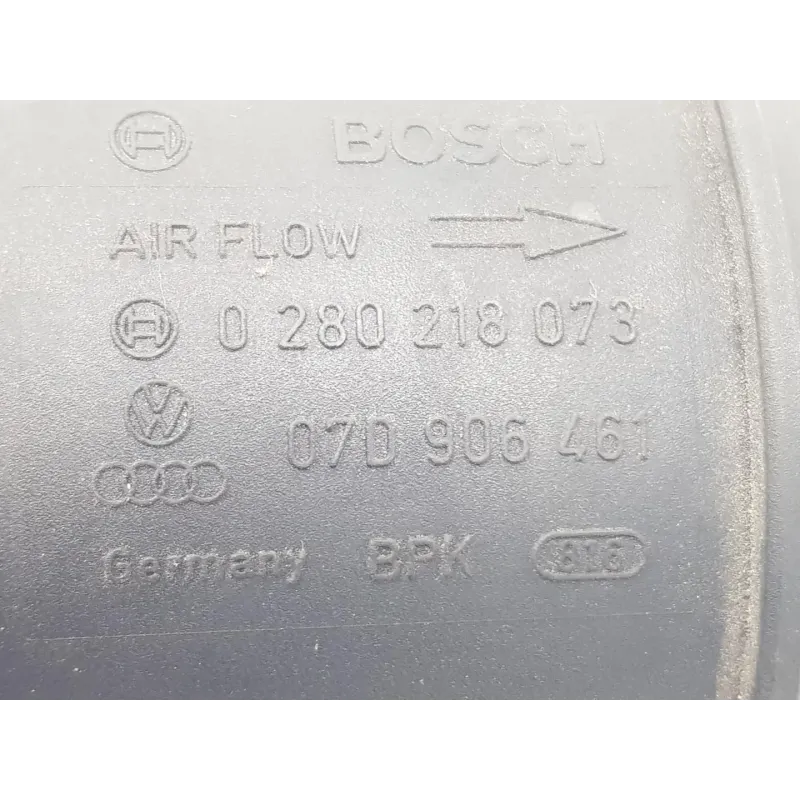 BOSCH
AIR FLOW
0 280 218 073
07D 906 461
Germany BPK 816